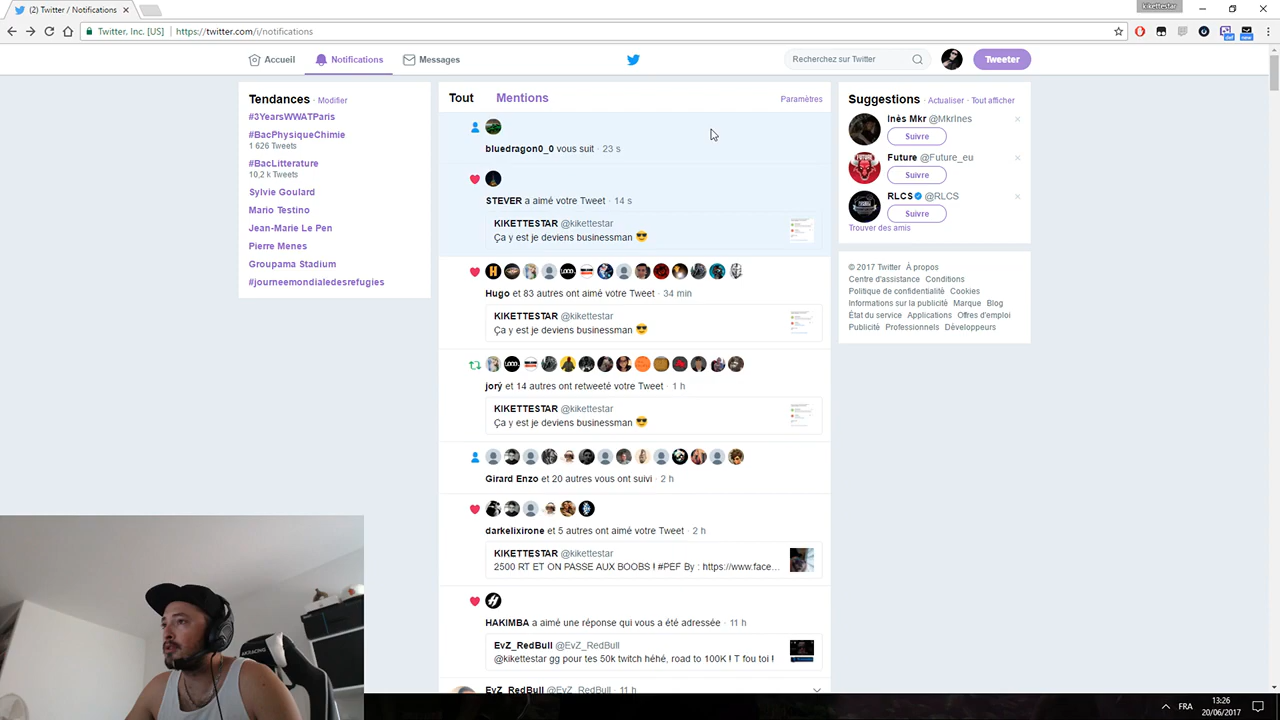 kikettestar
(2) Twitter / Notifications
Twitter, Inc. [US] https://twitter.com/i/notifications
Accueil Notifications Messages Recherchez sur Twitter Tweeter
Tendances · Modifier
#3YearsWWATParis
#BacPhysiqueChimie
1 626 Tweets
#BacLitterature
10,2 k Tweets
Sylvie Goulard
Mario Testino
Jean-Marie Le Pen
Pierre Menes
Groupama Stadium
#journeemondialedesrefugies
Tout Mentions Paramètres
bluedragon0_0 vous suit · 23 s
STEVER a aimé votre Tweet · 14 s
KIKETTESTAR @kikettestar
Ça y est je deviens businessman 😎
Hugo et 83 autres ont aimé votre Tweet · 34 min
KIKETTESTAR @kikettestar
Ça y est je deviens businessman 😎
jorý et 14 autres ont retweeté votre Tweet · 1 h
KIKETTESTAR @kikettestar
Ça y est je deviens businessman 😎
Girard Enzo et 20 autres vous ont suivi · 2 h
darkelixirone et 5 autres ont aimé votre Tweet · 2 h
KIKETTESTAR @kikettestar
2500 RT ET ON PASSE AUX BOOBS ! #PEF By : https://www.face...
HAKIMBA a aimé une réponse qui vous a été adressée · 11 h
EvZ_RedBull @EvZ_RedBull
@kikettestar gg pour tes 50k twitch héhé, road to 100K ! T fou toi !
EvZ_RedBull @EvZ_RedBull · 11 h
Suggestions · Actualiser · Tout afficher
Inès Mkr @MkrInes
Suivre
Future @Future_eu
Suivre
RLCS @RLCS
Suivre
Trouver des amis
© 2017 Twitter À propos
Centre d'assistance Conditions
Politique de confidentialité Cookies
Informations sur la publicité Marque Blog
État du service Applications Offres d'emploi
Publicité Professionnels Développeurs
AKRACING
FRA
13:26
20/06/2017